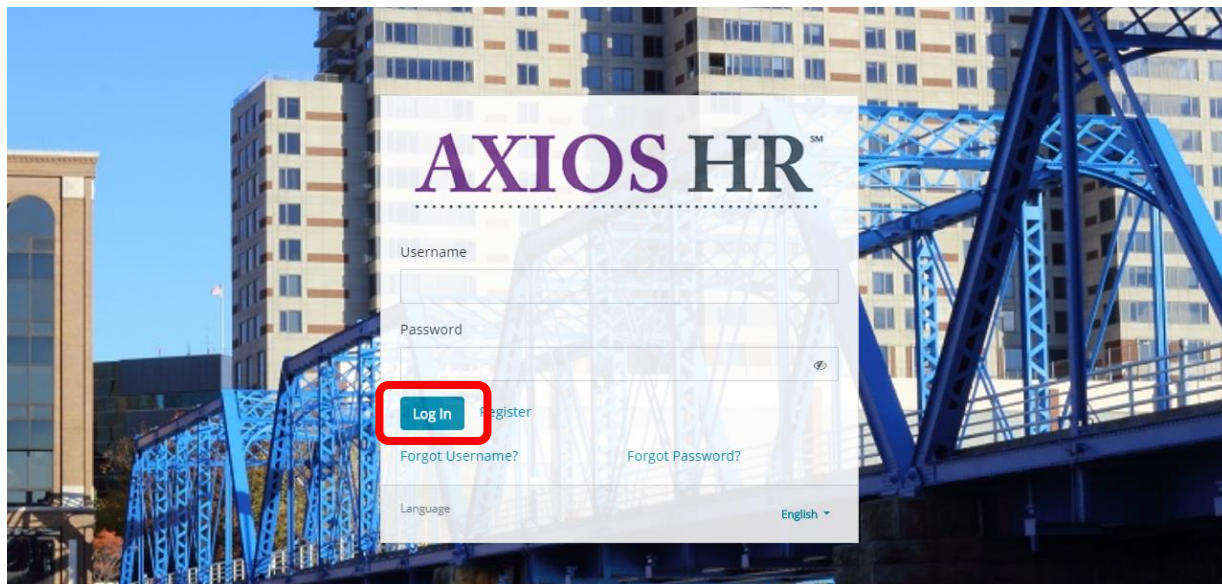 AXIOS HR℠
Username
Password
Log In Register
Forgot Username? Forgot Password?
Language English